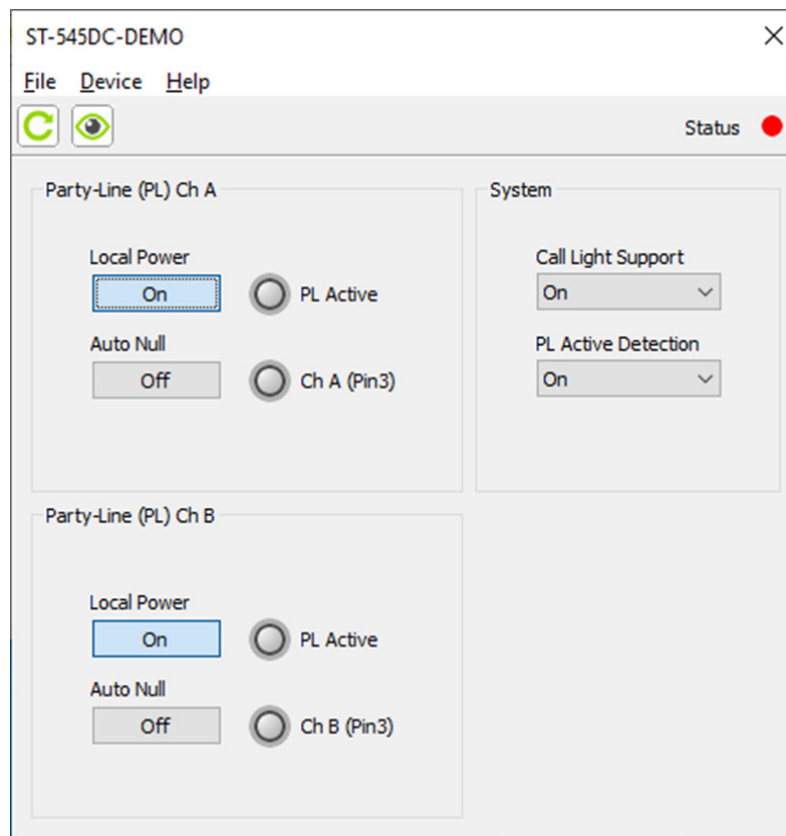 ST-545DC-DEMO
File Device Help
Status
Party-Line (PL) Ch A
Local Power
On
PL Active
Auto Null
Off
Ch A (Pin3)
System
Call Light Support
On
PL Active Detection
On
Party-Line (PL) Ch B
Local Power
On
PL Active
Auto Null
Off
Ch B (Pin3)